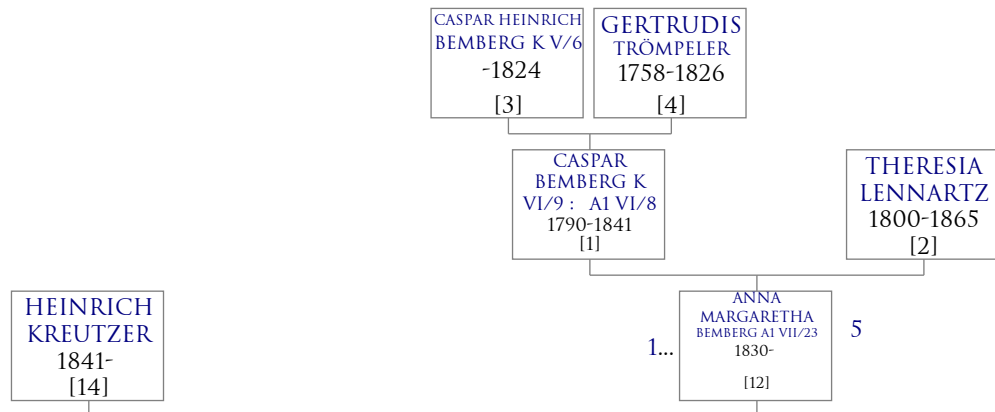 CASPAR HEINRICH
BEMBERG K V/6
-1824
[3]
GERTRUDIS
TRÖMPELER
1758-1826
[4]
CASPAR
BEMBERG K
VI/9 : A1 VI/8
1790-1841
[1]
THERESIA
LENNARTZ
1800-1865
[2]
HEINRICH
KREUTZER
1841-
[14]
1...
ANNA
MARGARETHA
BEMBERG A1 VII/23
1830-
[12]
5